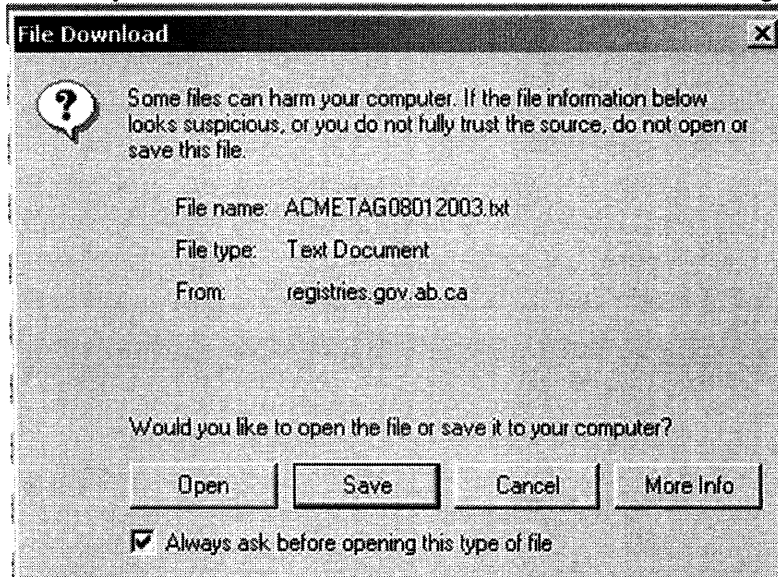 File Download
Some files can harm your computer. If the file information below
looks suspicious, or you do not fully trust the source, do not open or
save this file.
File name: ACMETAG08012003.txt
File type: Text Document
From: registries.gov.ab.ca
Would you like to open the file or save it to your computer?
Open Save Cancel More Info
Always ask before opening this type of file